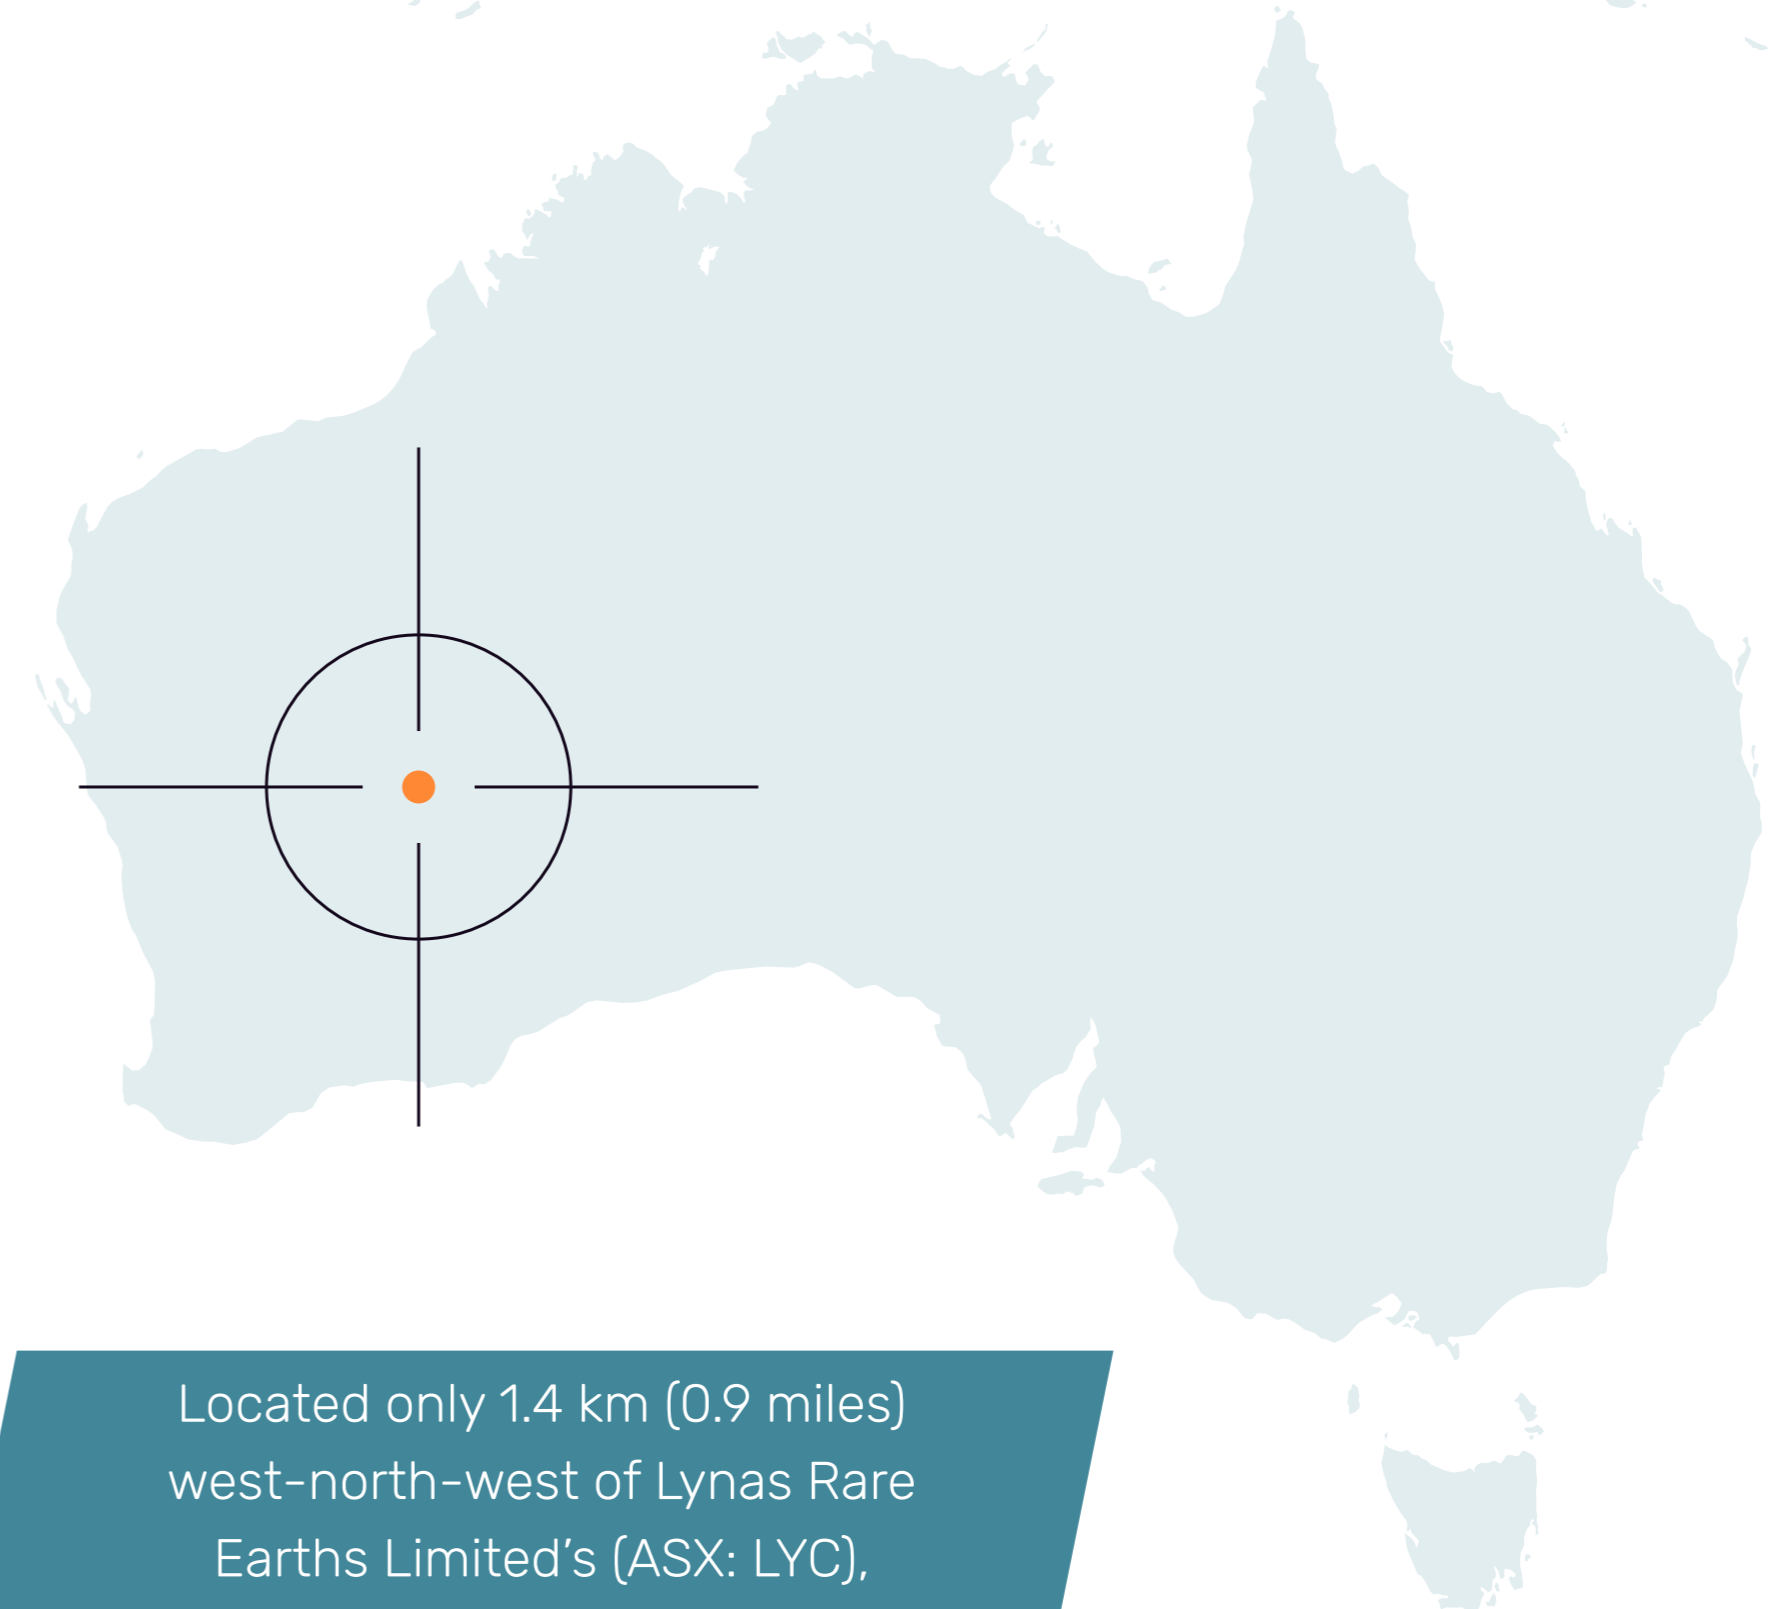 Located only 1.4 km (0.9 miles)
west-north-west of Lynas Rare
Earths Limited’s (ASX: LYC),